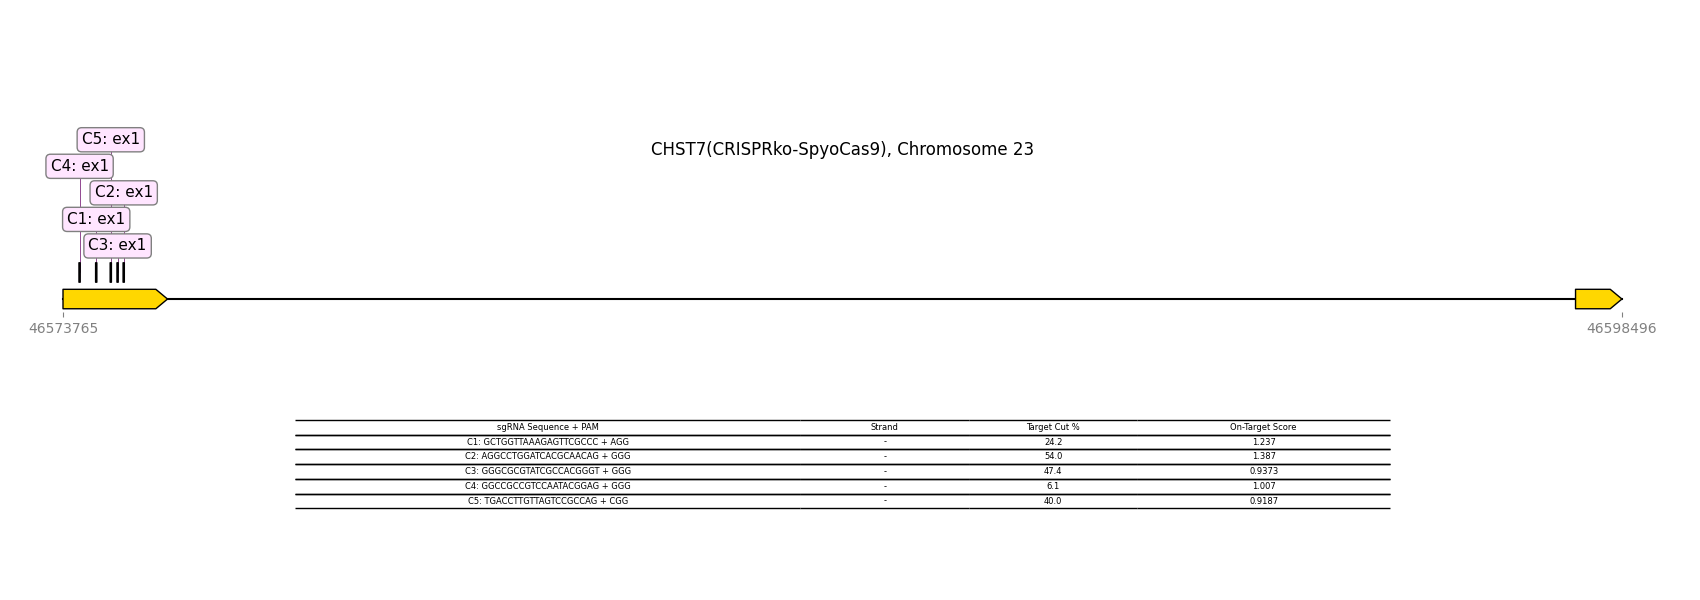 C5: ex1
CHST7(CRISPRko-SpyoCas9), Chromosome 23
C4: ex1
C2: ex1
C1: ex1
C3: ex1
46573765
46598496
sgRNA Sequence + PAM Strand Target Cut % On-Target Score
C1: GCTGGTTAAAGAGTTCGCCC + AGG - 24.2 1.237
C2: AGGCCTGGATCACGCAACAG + GGG - 54.0 1.387
C3: GGGCGCGTATCGCCACGGGT + GGG - 47.4 0.9373
C4: GGCCGCCGTCCAATACGGAG + GGG - 6.1 1.007
C5: TGACCTTGTTAGTCCGCCAG + CGG - 40.0 0.9187